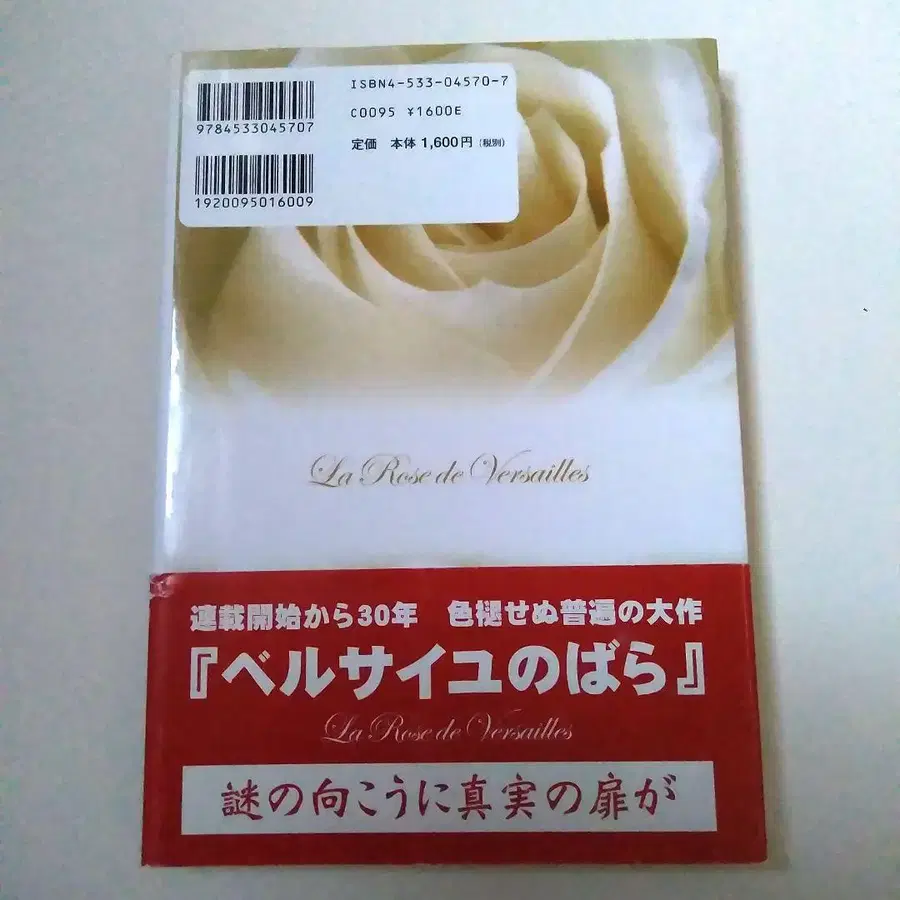 ISBN4-533-04570-7
C0095 ¥1600E
定価 本体1,600円(税別)
9784533045707
1920095016009
La Rose de Versailles
連載開始から30年 色褪せぬ普遍の大作
『ベルサイユのばら』
La Rose de Versailles
謎の向こうに真実の扉が